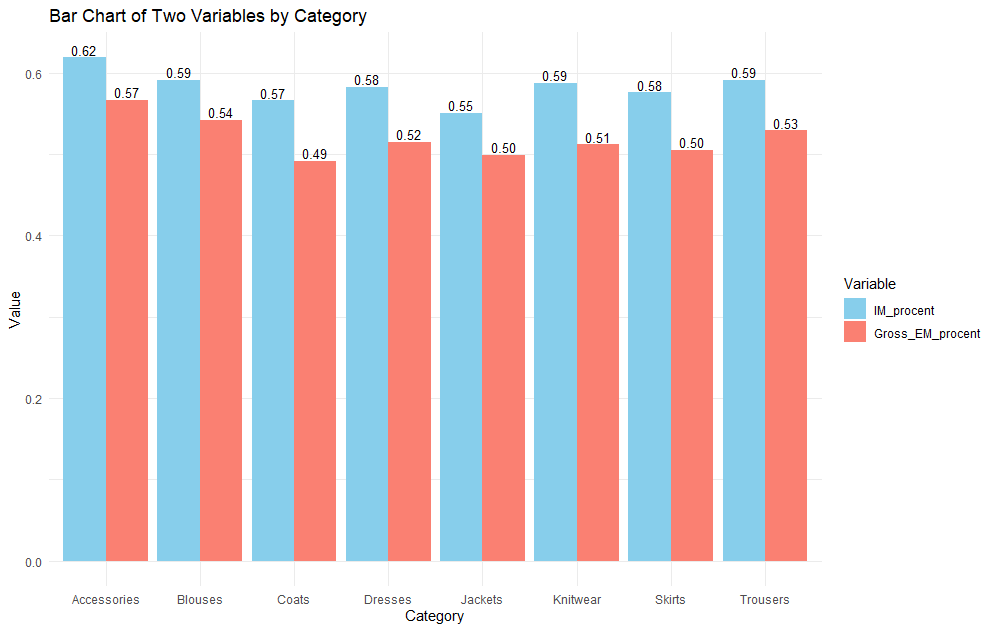 Bar Chart of Two Variables by Category
0.62
0.57
0.59
0.54
0.57
0.49
0.58
0.52
0.55
0.50
0.59
0.51
0.58
0.50
0.59
0.53
0.6
0.4
0.2
0.0
Value
Accessories Blouses Coats Dresses Jackets Knitwear Skirts Trousers
Category
Variable
IM_procent
Gross_EM_procent